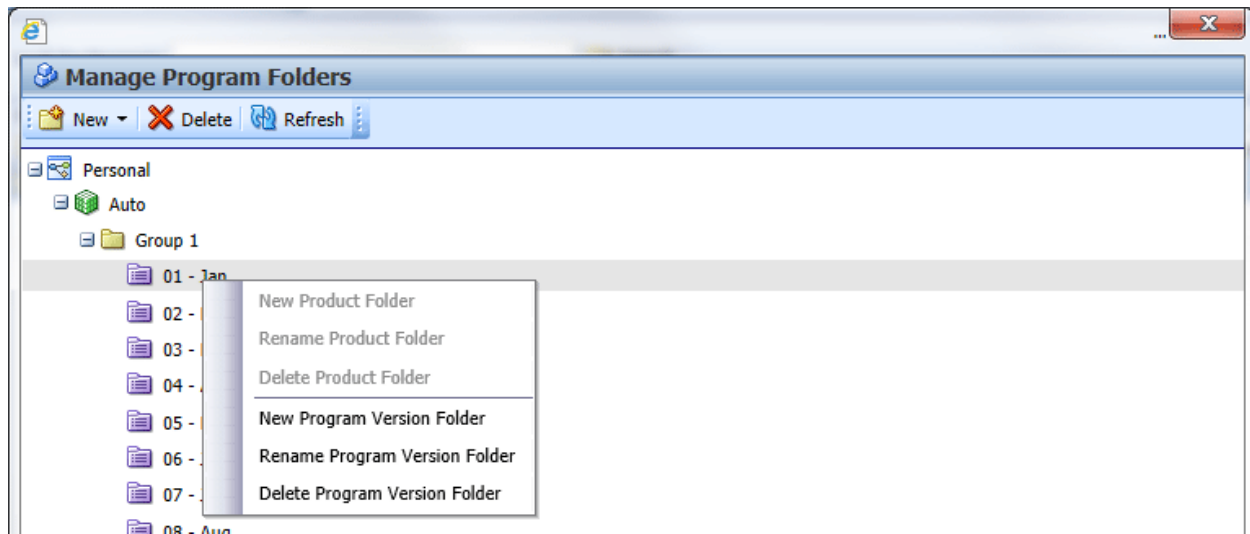 ...
X
Manage Program Folders
New Delete Refresh
Personal
Auto
Group 1
01 - Jan
New Product Folder
02 -
Rename Product Folder
03 -
Delete Product Folder
04 -
New Program Version Folder
05 -
Rename Program Version Folder
06 -
Delete Program Version Folder
07 -
08 - Aug